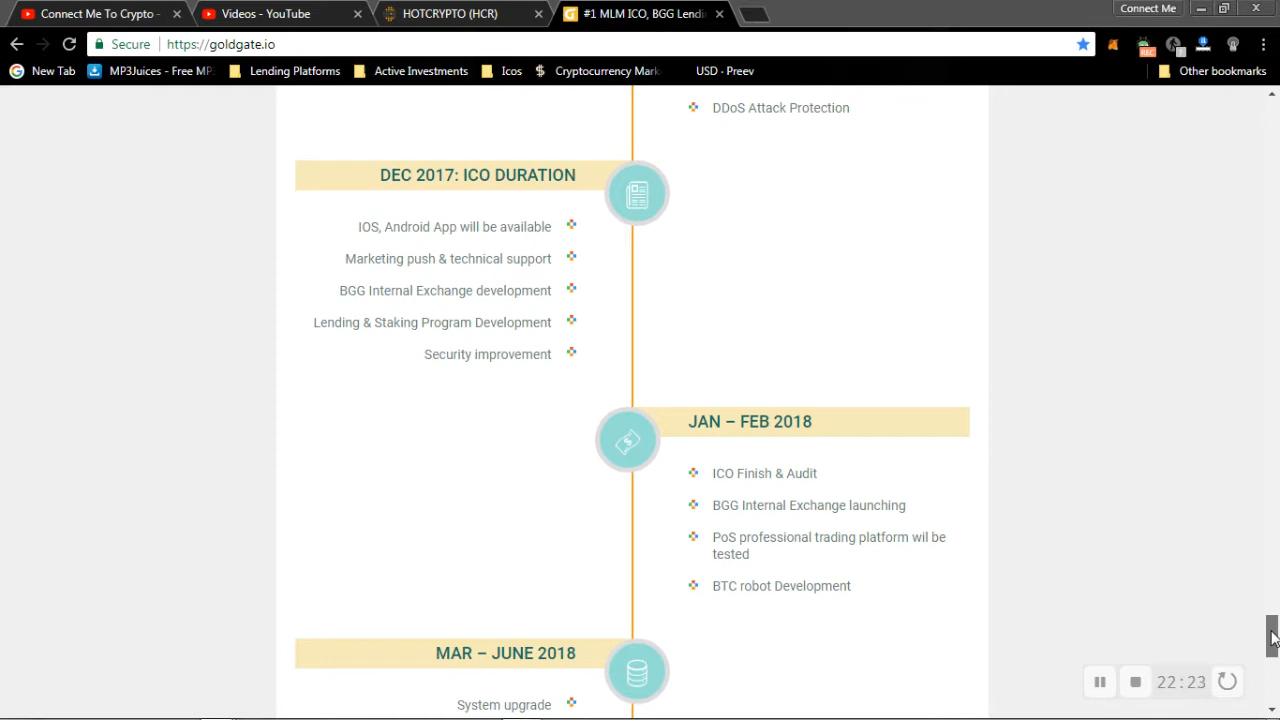 Connect Me To Crypto -
Videos - YouTube
HOTCRYPTO (HCR)
#1 MLM ICO, BGG Lendi
Connect Me
Secure
https://goldgate.io
REC
1
New Tab
MP3Juices - Free MP
Lending Platforms
Active Investments
Icos
Cryptocurrency Mark
USD - Preev
Other bookmarks
DDoS Attack Protection
DEC 2017: ICO DURATION
IOS, Android App will be available
Marketing push & technical support
BGG Internal Exchange development
Lending & Staking Program Development
Security improvement
JAN – FEB 2018
ICO Finish & Audit
BGG Internal Exchange launching
PoS professional trading platform wil be
tested
BTC robot Development
MAR – JUNE 2018
System upgrade
22:23